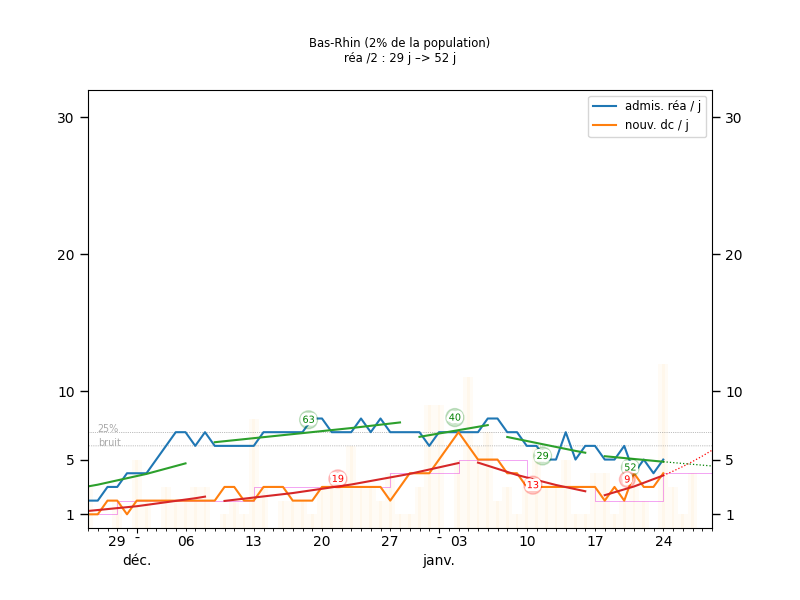 Bas-Rhin (2% de la population)
réa /2 : 29 j –> 52 j
admis. réa / j
nouv. dc / j
30 30
20 20
10 10
5 5
1 1
25%
bruit
63
40
29
52
19
13
9
29 - 06 13 20 27 - 03 10 17 24
déc. janv.